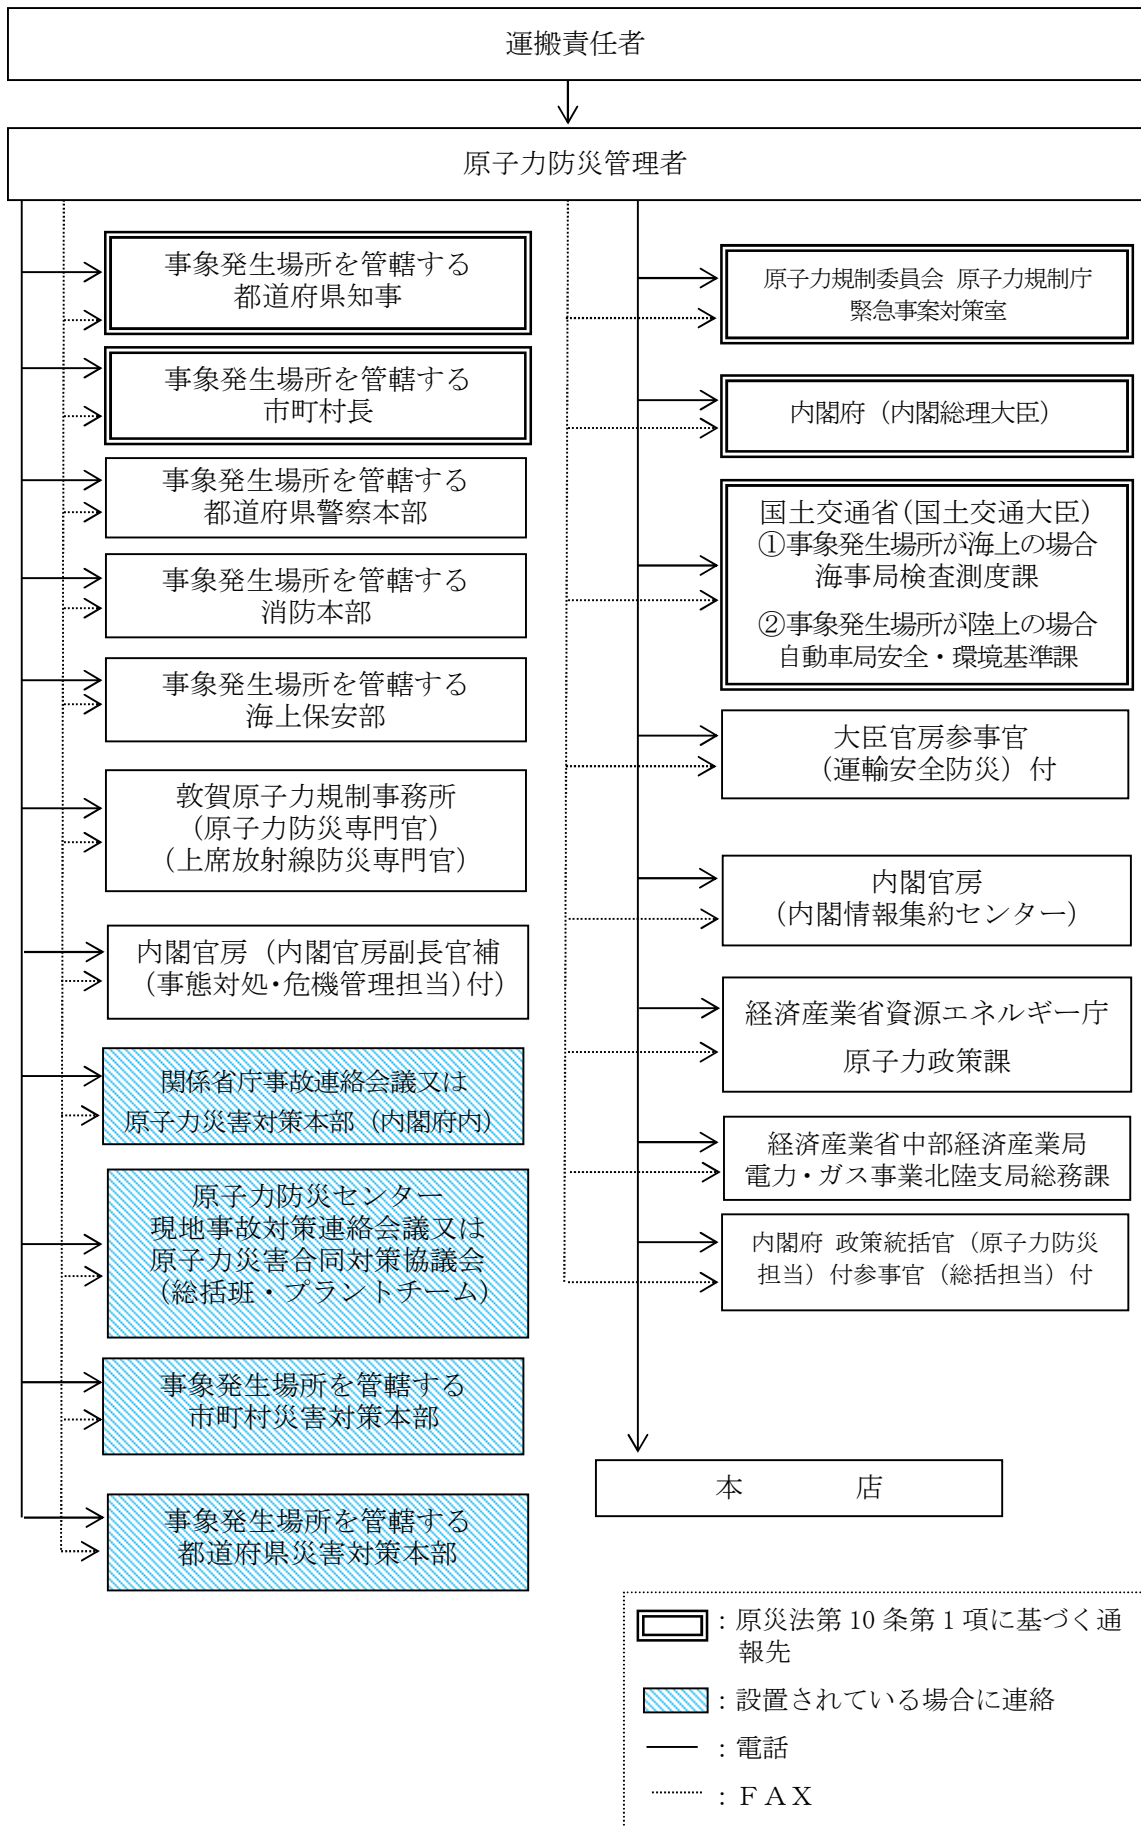 運搬責任者
原子力防災管理者
事象発生場所を管轄する
都道府県知事
事象発生場所を管轄する
市町村長
事象発生場所を管轄する
都道府県警察本部
事象発生場所を管轄する
消防本部
事象発生場所を管轄する
海上保安部
敦賀原子力規制事務所
(原子力防災専門官)
(上席放射線防災専門官)
内閣官房(内閣官房副長官補
(事態対処・危機管理担当)付)
関係省庁事故連絡会議又は
原子力災害対策本部(内閣府内)
原子力防災センター
現地事故対策連絡会議又は
原子力災害合同対策協議会
(総括班・プラントチーム)
事象発生場所を管轄する
市町村災害対策本部
事象発生場所を管轄する
都道府県災害対策本部
原子力規制委員会 原子力規制庁
緊急事案対策室
内閣府(内閣総理大臣)
国土交通省(国土交通大臣)
①事象発生場所が海上の場合
海事局検査測度課
②事象発生場所が陸上の場合
自動車局安全・環境基準課
大臣官房参事官
(運輸安全防災)付
内閣官房
(内閣情報集約センター)
経済産業省資源エネルギー庁
原子力政策課
経済産業省中部経済産業局
電力・ガス事業北陸支局総務課
内閣府 政策統括官(原子力防災
担当)付参事官(総括担当)付
本 店
:原災法第10条第1項に基づく通
報先
:設置されている場合に連絡
:電話
:FAX